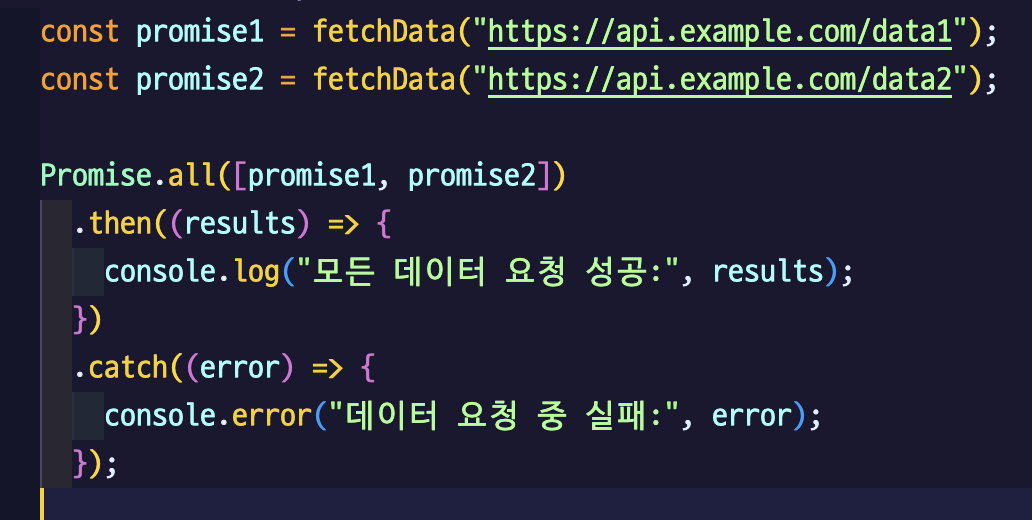 const promise1 = fetchData("https://api.example.com/data1");
const promise2 = fetchData("https://api.example.com/data2");

Promise.all([promise1, promise2])
  .then((results) => {
    console.log("모든 데이터 요청 성공:", results);
  })
  .catch((error) => {
    console.error("데이터 요청 중 실패:", error);
  });